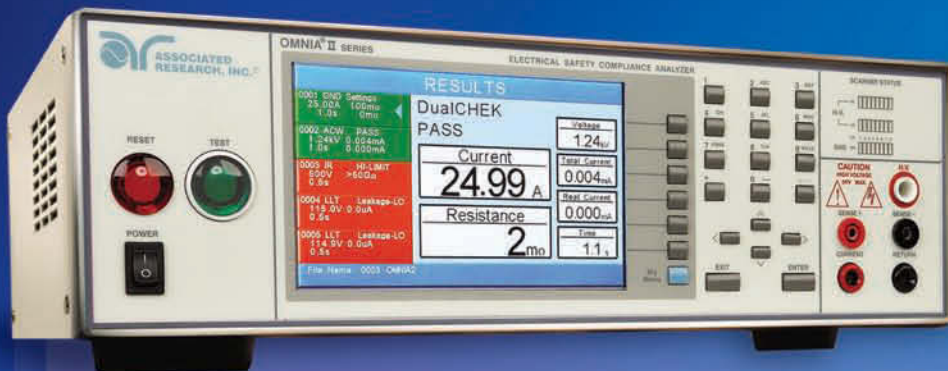 ASSOCIATED
RESEARCH, INC.®
OMNIA® II SERIES
ELECTRICAL SAFETY COMPLIANCE ANALYZER
RESET
TEST
POWER
RESULTS
0001 GND Settings
25.00A 100mΩ
1.0s 0mΩ
0002 ACW PASS
1.24kV 0.004mA
1.0s 0.000mA
0003 IR HI-LIMIT
500V >50GΩ
0.5s
0004 LLT Leakage-LO
115.0V 0.0uA
0.5s
0005 LLT Leakage-LO
114.9V 0.0uA
0.5s
File Name 0003 OMNIA2
DualCHEK
PASS
Current
24.99 A
Resistance
2mΩ
Voltage
1.24kV
Total Current
0.004mA
Real Current
0.000mA
Time
1.1 s
EXIT
ENTER
SCANNER STATUS
CAUTION
HIGH VOLTAGE
H.V.
SENSE+
SENSE-
CURRENT
RETURN